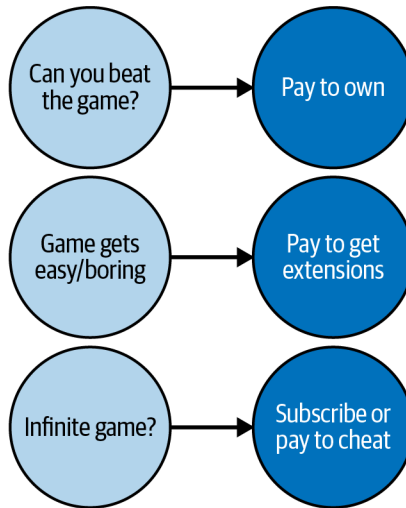 Can you beat
the game?
Pay to own
Game gets
easy/boring
Pay to get
extensions
Infinite game?
Subscribe or
pay to cheat